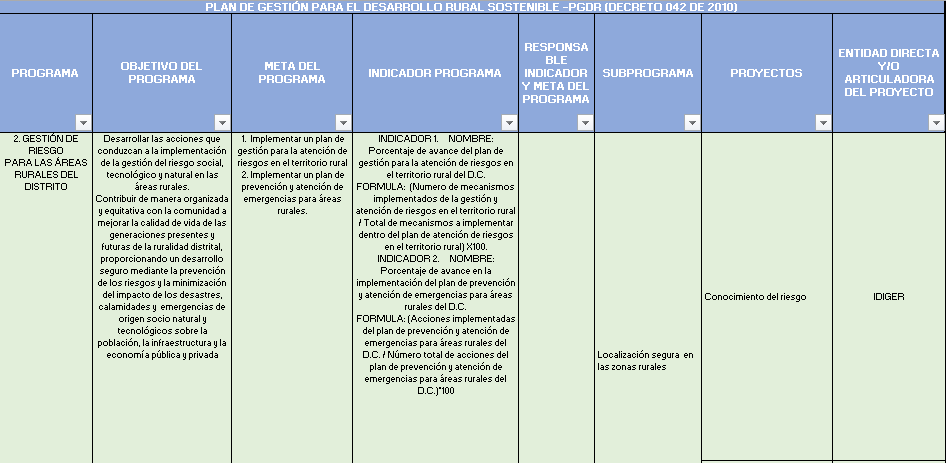 PLAN DE GESTIÓN PARA EL DESARROLLO RURAL SOSTENIBLE –PGDR (DECRETO 042 DE 2010)
PROGRAMA
OBJETIVO DEL
PROGRAMA
META DEL
PROGRAMA
INDICADOR PROGRAMA
RESPONSA
BLE
INDICADOR
Y META DEL
PROGRAMA
SUBPROGRAMA
PROYECTOS
ENTIDAD DIRECTA
Y/O
ARTICULADORA
DEL PROYECTO
2. GESTIÓN DE
RIESGO
PARA LAS ÁREAS
RURALES DEL
DISTRITO
Desarrollar las acciones que
conduzcan a la implementación
de la gestión del riesgo social,
tecnológico y natural en las
áreas rurales.
Contribuir de manera organizada
y equitativa con la comunidad a
mejorar la calidad de vida de las
generaciones presentes y
futuras de la ruralidad distrital,
proporcionando un desarrollo
seguro mediante la prevención
de los riesgos y la minimización
del impacto de los desastres,
calamidades y emergencias de
origen socio natural y
tecnológicos sobre la
población, la infraestructura y la
economía pública y privada
1. Implementar un plan de
gestión para la atención de
riesgos en el territorio rural
2. Implementar un plan de
prevención y atención de
emergencias para áreas
rurales.
INDICADOR 1. NOMBRE:
Porcentaje de avance del plan de
gestión para la atención de riesgos en
el territorio rural del D.C.
FORMULA: (Numero de mecanismos
implementados de la gestión y
atención de riesgos en el territorio rural
/ Total de mecanismos a implementar
dentro del plan de atención de riesgos
en el territorio rural) X100.
INDICADOR 2. NOMBRE:
Porcentaje de avance en la
implementación del plan de prevención
y atención de emergencias para áreas
rurales del D.C.
FORMULA: (Acciones implementadas
del plan de prevención y atención de
emergencias para áreas rurales del
D.C. / Número total de acciones del
plan de prevención y atención de
emergencias para áreas rurales del
D.C.)*100
Localización segura en
las zonas rurales
Conocimiento del riesgo
IDIGER